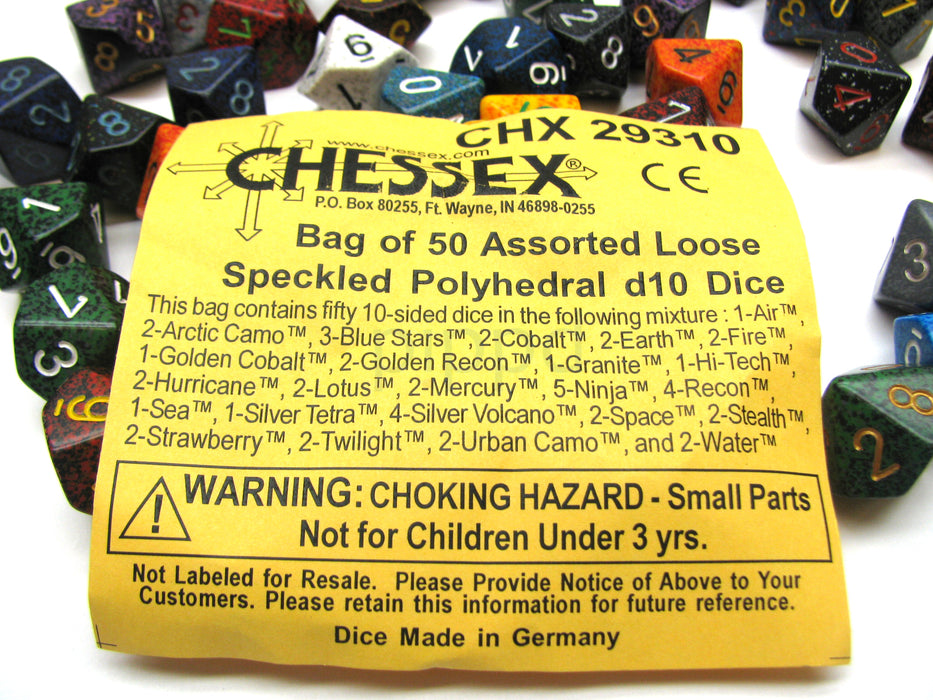 CHX 29310
www.chessex.com
CHESSEX®
CE
P.O. Box 80255, Ft. Wayne, IN 46898-0255
Bag of 50 Assorted Loose
Speckled Polyhedral d10 Dice
This bag contains fifty 10-sided dice in the following mixture : 1-Air™,
2-Arctic Camo™, 3-Blue Stars™, 2-Cobalt™, 2-Earth™, 2-Fire™,
1-Golden Cobalt™, 2-Golden Recon™, 1-Granite™, 1-Hi-Tech™,
2-Hurricane™, 2-Lotus™, 2-Mercury™, 5-Ninja™, 4-Recon™,
1-Sea™, 1-Silver Tetra™, 4-Silver Volcano™, 2-Space™, 2-Stealth™,
2-Strawberry™, 2-Twilight™, 2-Urban Camo™, and 2-Water™
WARNING: CHOKING HAZARD - Small Parts
Not for Children Under 3 yrs.
Not Labeled for Resale. Please Provide Notice of Above to Your
Customers. Please retain this information for future reference.
Dice Made in Germany